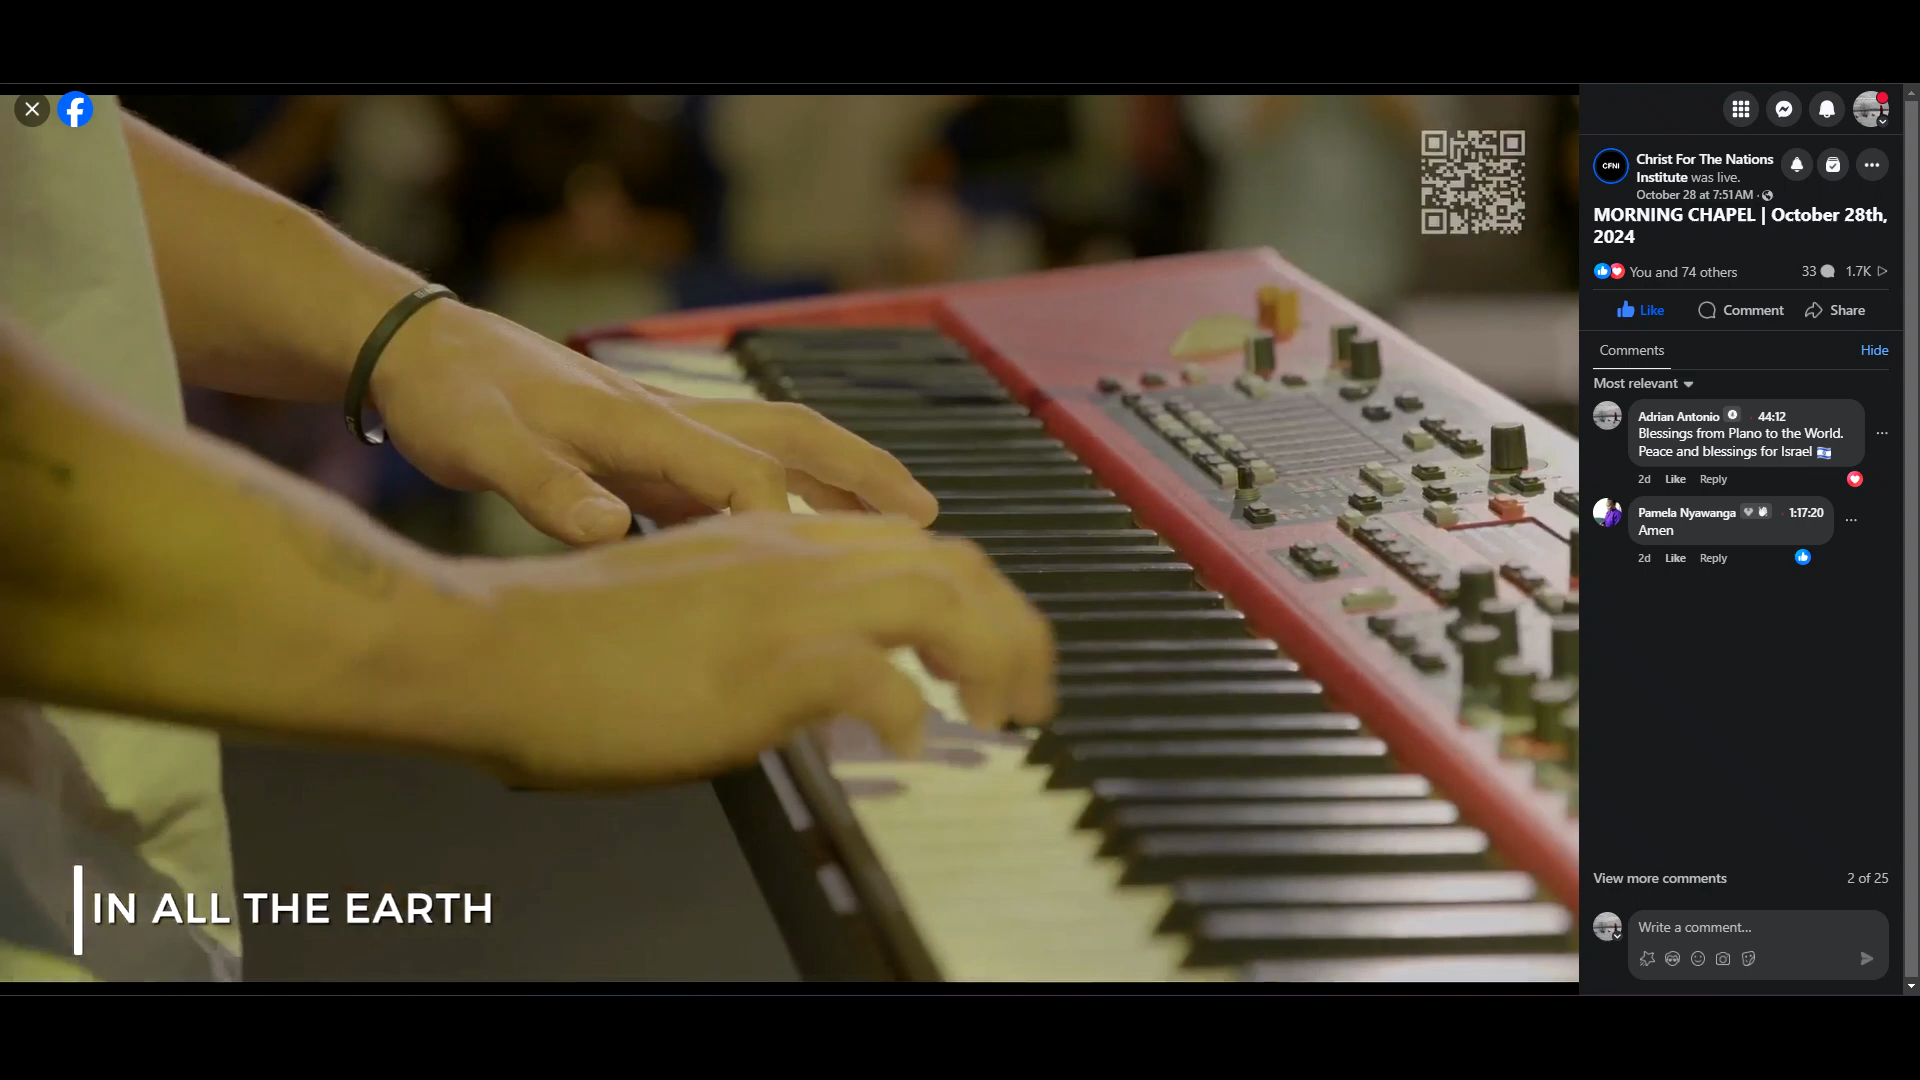 IN ALL THE EARTH
CFNI
Christ For The Nations
Institute was live.
October 28 at 7:51 AM ·
MORNING CHAPEL | October 28th,
2024
You and 74 others 33 1.7K
Like Comment Share
Comments Hide
Most relevant
Adrian Antonio · 44:12
Blessings from Plano to the World.
Peace and blessings for Israel 🇮🇱
2d Like Reply
Pamela Nyawanga · 1:17:20
Amen
2d Like Reply
View more comments 2 of 25
Write a comment...